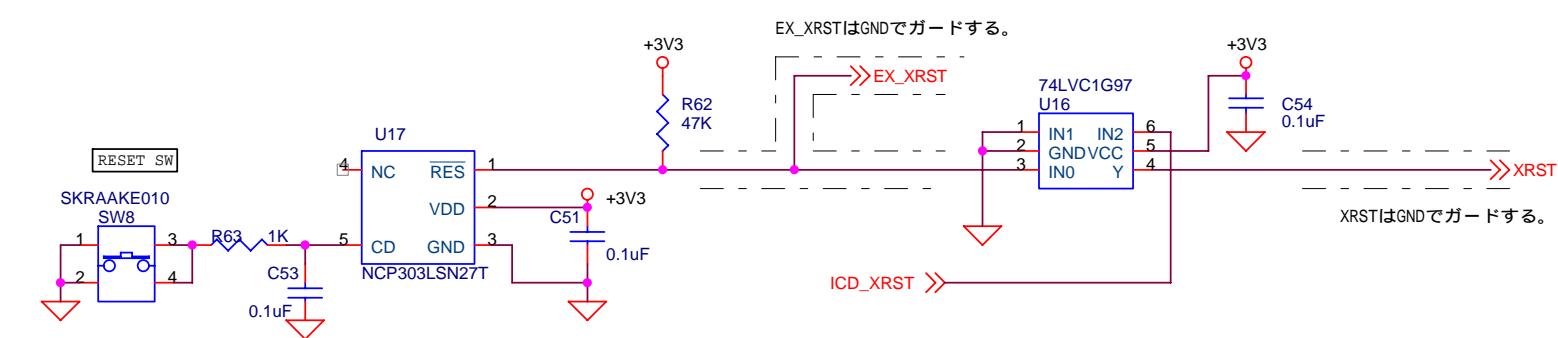 EX_XRSTはGNDでガードする。
+3V3
+3V3
EX_XRST
74LVC1G97
U16
R62
47K
C54
0.1uF
U17
1 IN1 IN2 6
2 GND VCC 5
3 IN0 Y 4
XRST
RESET SW
4 NC RES 1
VDD 2
+3V3
SKRAAKE010
SW8
C51
XRSTはGNDでガードする。
1 3 R63 1K
5 CD GND 3
0.1uF
2 4
C53
NCP303LSN27T
ICD_XRST
0.1uF